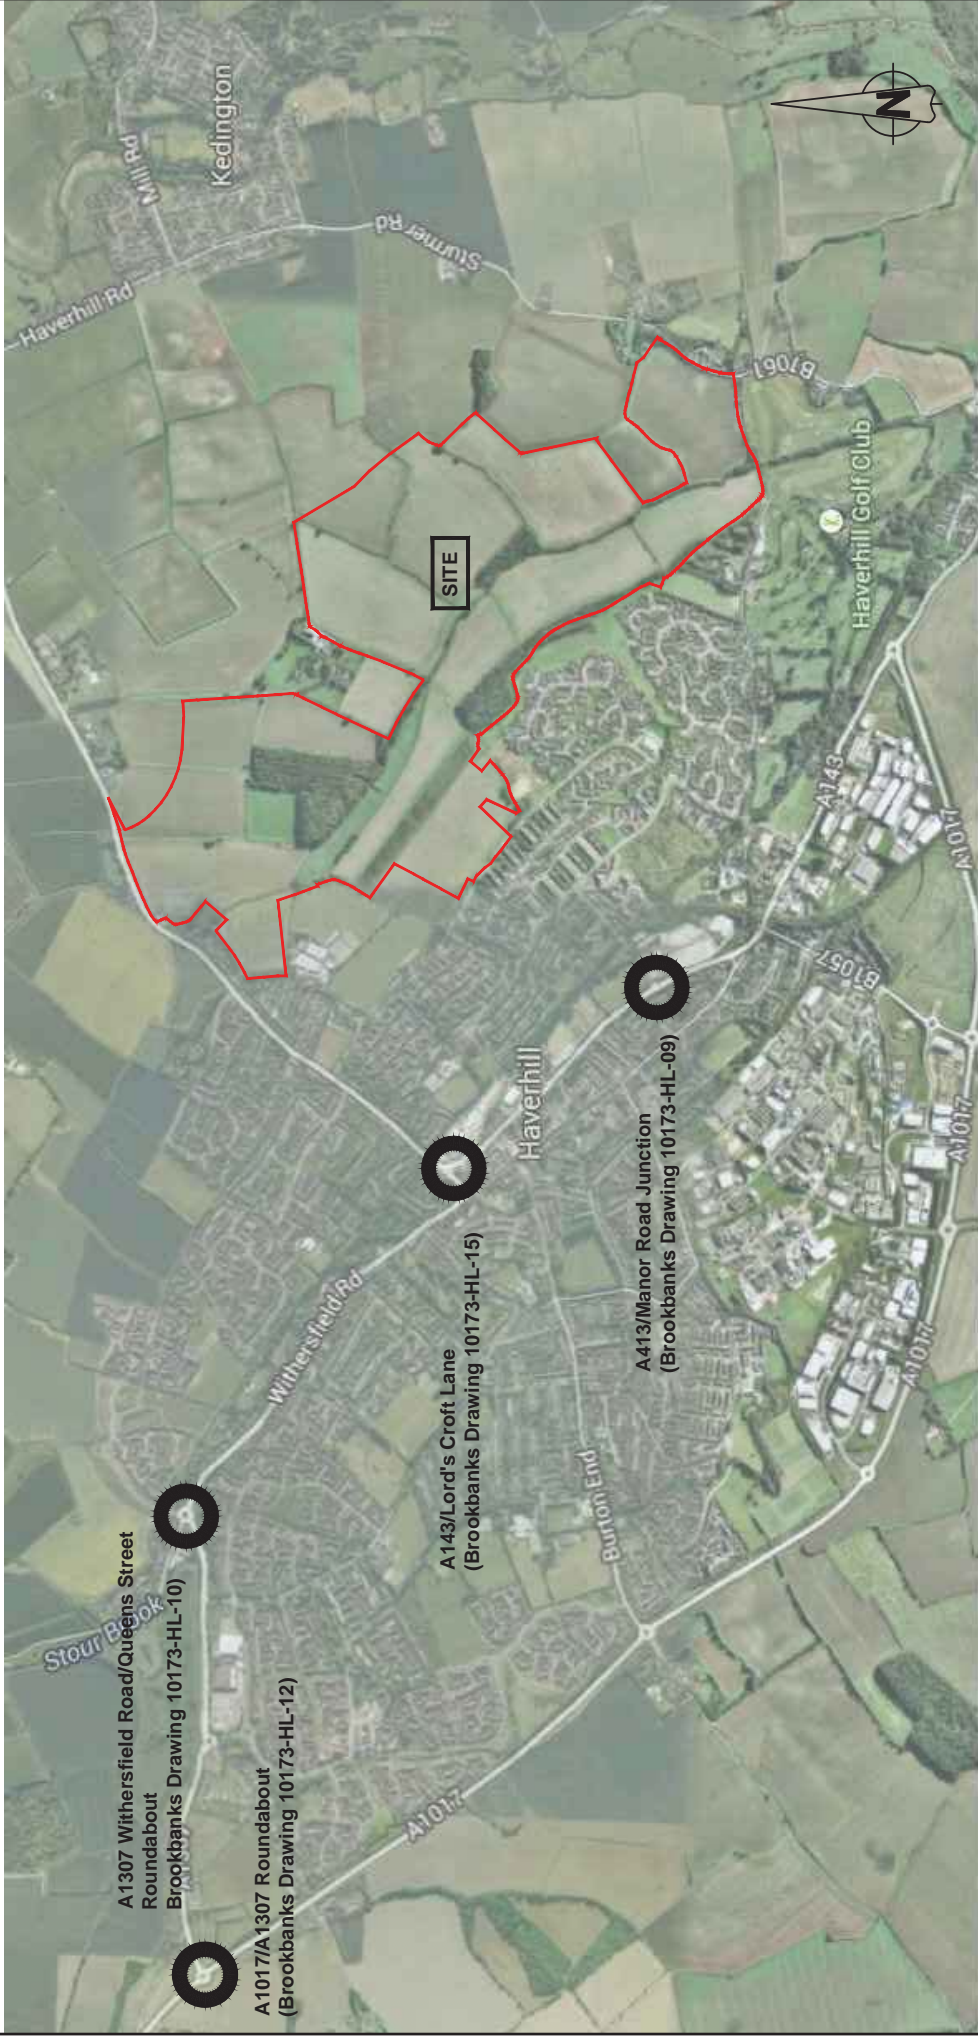 A1307 Withersfield Road/Queens Street
Roundabout
Brookbanks Drawing 10173-HL-10)
A1017/A1307 Roundabout
(Brookbanks Drawing 10173-HL-12)
A143/Lord's Croft Lane
(Brookbanks Drawing 10173-HL-15)
A413/Manor Road Junction
(Brookbanks Drawing 10173-HL-09)
SITE
N
Stour Brook
Withersfield Rd
Haverhill
Burton End
A1017
A1017
A1017
A1017
B1057
A143
Haverhill Golf Club
B1061
Sturmer Rd
Haverhill Rd
Mill Rd
Kedington